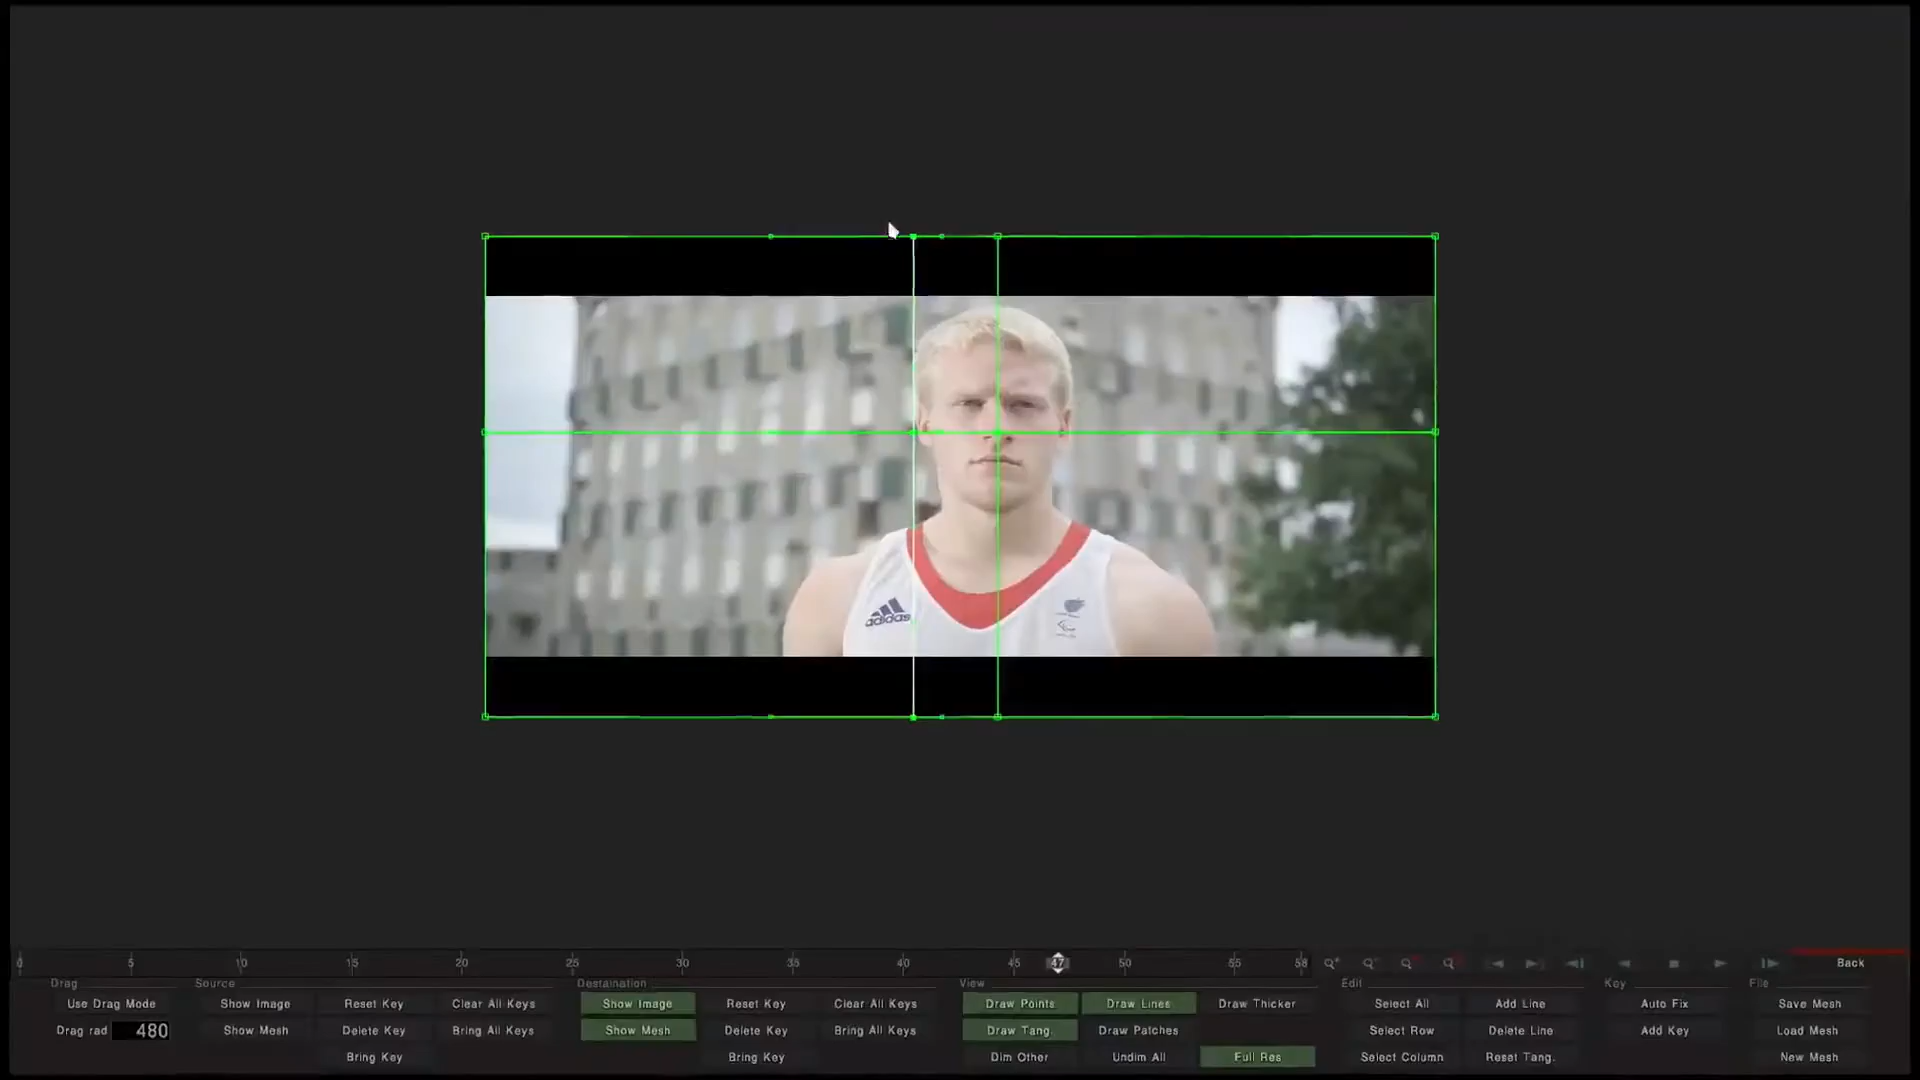 adidas
0 5 10 15 20 25 30 35 40 45 47 50 55 58
Back
Drag Source Destaination View Edit Key File
Use Drag Mode Show Image Reset Key Clear All Keys Show Image Reset Key Clear All Keys Draw Points Draw Lines Draw Thicker Select All Add Line Auto Fix Save Mesh
Drag rad 480 Show Mesh Delete Key Bring All Keys Show Mesh Delete Key Bring All Keys Draw Tang. Draw Patches Select Row Delete Line Add Key Load Mesh
Bring Key Bring Key Dim Other Undim All Full Res Select Column Reset Tang. New Mesh